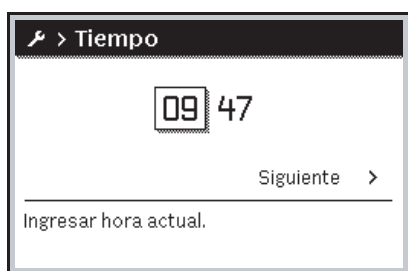 > Tiempo
09 47
Siguiente >
Ingresar hora actual.